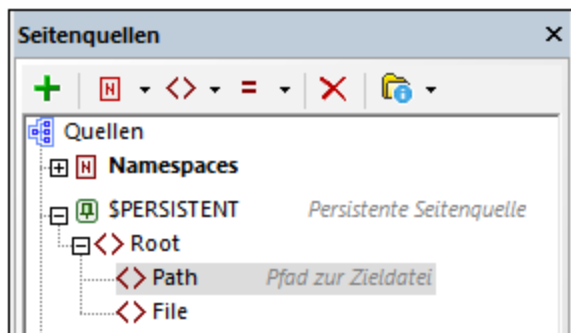 Seitenquellen
Quellen
Namespaces
$PERSISTENT Persistente Seitenquelle
Root
Path Pfad zur Zieldatei
File